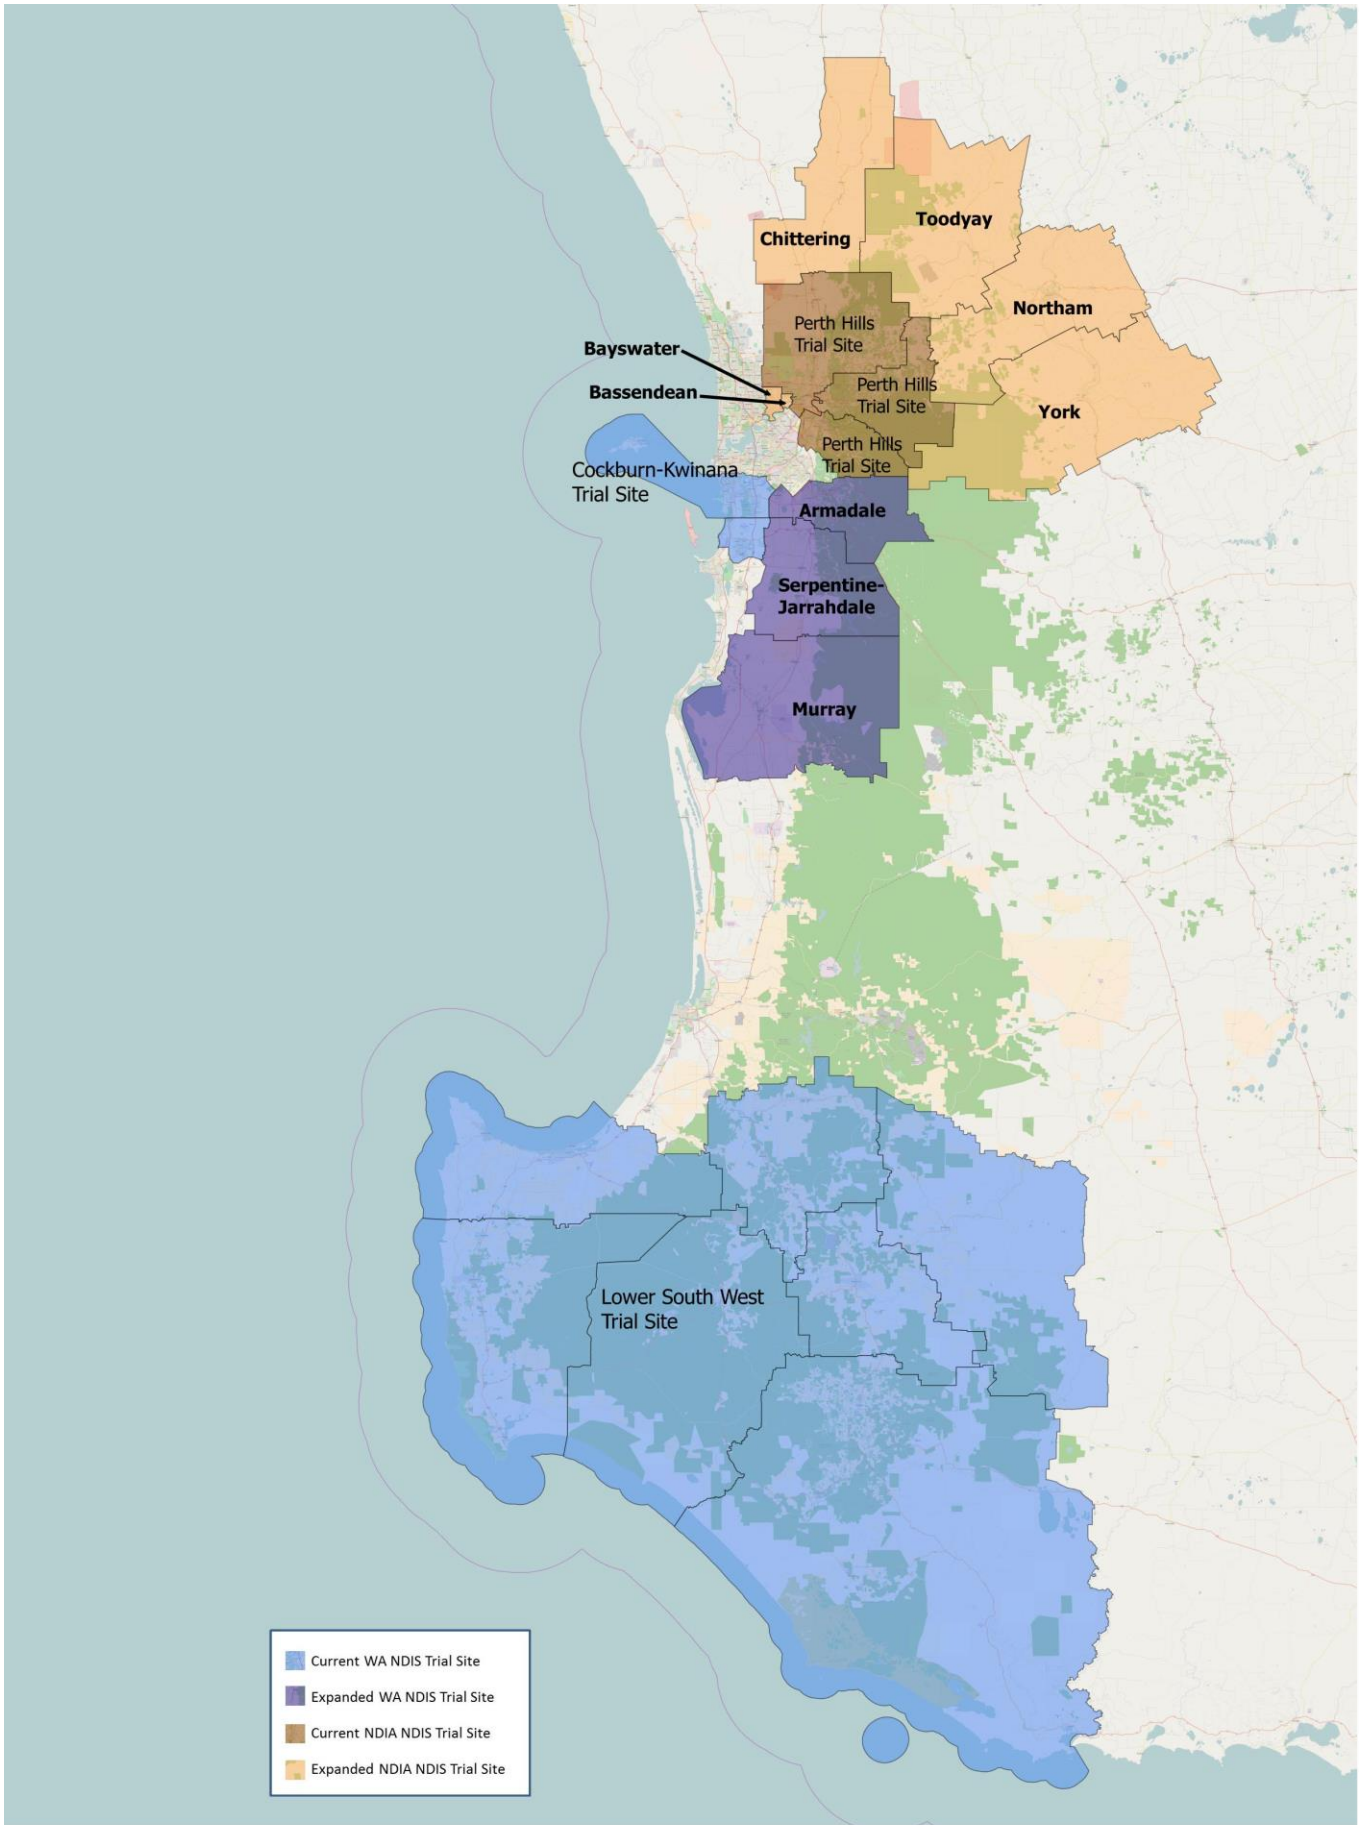 Toodyay
Chittering
Northam
Perth Hills
Trial Site
Bayswater
Perth Hills
Trial Site
Bassendean
York
Perth Hills
Trial Site
Cockburn-Kwinana
Trial Site
Armadale
Serpentine-
Jarrahdale
Murray
Lower South West
Trial Site
Current WA NDIS Trial Site
Expanded WA NDIS Trial Site
Current NDIA NDIS Trial Site
Expanded NDIA NDIS Trial Site